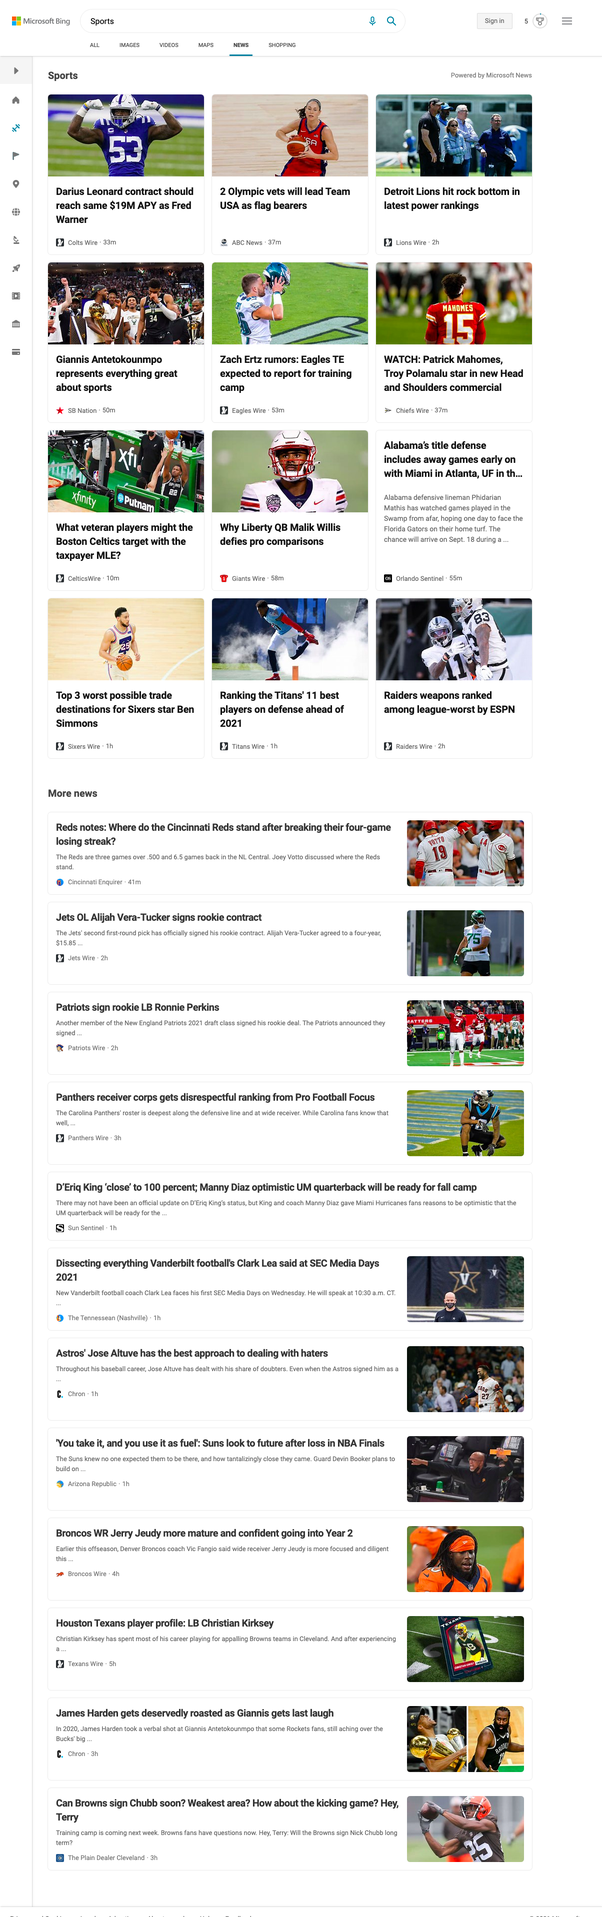 Microsoft Bing
Sports
Sign in
5
ALL
IMAGES
VIDEOS
MAPS
NEWS
SHOPPING
Sports
Powered by Microsoft News
Darius Leonard contract should
reach same $19M APY as Fred
Warner
Colts Wire · 33m
2 Olympic vets will lead Team
USA as flag bearers
ABC News · 37m
Detroit Lions hit rock bottom in
latest power rankings
Lions Wire · 2h
Giannis Antetokounmpo
represents everything great
about sports
SB Nation · 50m
Zach Ertz rumors: Eagles TE
expected to report for training
camp
Eagles Wire · 53m
WATCH: Patrick Mahomes,
Troy Polamalu star in new Head
and Shoulders commercial
Chiefs Wire · 37m
What veteran players might the
Boston Celtics target with the
taxpayer MLE?
CelticsWire · 10m
Why Liberty QB Malik Willis
defies pro comparisons
Giants Wire · 58m
Alabama's title defense
includes away games early on
with Miami in Atlanta, UF in th...
Alabama defensive lineman Phidarian
Mathis has watched games played in the
Swamp from afar, hoping one day to face the
Florida Gators on their home turf. The
chance will arrive on Sept. 18 during a ...
Orlando Sentinel · 55m
Top 3 worst possible trade
destinations for Sixers star Ben
Simmons
Sixers Wire · 1h
Ranking the Titans' 11 best
players on defense ahead of
2021
Titans Wire · 1h
Raiders weapons ranked
among league-worst by ESPN
Raiders Wire · 2h
53
34
MAHOMES
15
xfinity
xfi
Putnam
22
25
83
More news
Reds notes: Where do the Cincinnati Reds stand after breaking their four-game
losing streak?
The Reds are three games over .500 and 6.5 games back in the NL Central. Joey Votto discussed where the Reds
stand.
Cincinnati Enquirer · 41m
VOTTO
19
Jets OL Alijah Vera-Tucker signs rookie contract
The Jets' second first-round pick has officially signed his rookie contract. Alijah Vera-Tucker agreed to a four-year,
$15.85 ...
Jets Wire · 2h
75
Patriots sign rookie LB Ronnie Perkins
Another member of the New England Patriots 2021 draft class signed his rookie deal. The Patriots announced they
signed ...
Patriots Wire · 2h
MATTERS
7
Panthers receiver corps gets disrespectful ranking from Pro Football Focus
The Carolina Panthers' roster is deepest along the defensive line and at wide receiver. While Carolina fans know that
well, ...
Panthers Wire · 3h
D'Eriq King 'close' to 100 percent; Manny Diaz optimistic UM quarterback will be ready for fall camp
There may not have been an official update on D'Eriq King's status, but King and coach Manny Diaz gave Miami Hurricanes fans reasons to be optimistic that the
UM quarterback will be ready for the ...
Sun Sentinel · 1h
Dissecting everything Vanderbilt football's Clark Lea said at SEC Media Days
2021
New Vanderbilt football coach Clark Lea faces his first SEC Media Days on Wednesday. He will speak at 10:30 a.m. CT.
...
The Tennessean (Nashville) · 1h
Astros' Jose Altuve has the best approach to dealing with haters
Throughout his baseball career, Jose Altuve has dealt with his share of doubters. Even when the Astros signed him as a
...
Chron · 1h
27
'You take it, and you use it as fuel': Suns look to future after loss in NBA Finals
The Suns knew no one expected them to be there, and how tantalizingly close they came. Guard Devin Booker plans to
build on ...
Arizona Republic · 1h
Broncos WR Jerry Jeudy more mature and confident going into Year 2
Earlier this offseason, Denver Broncos coach Vic Fangio said wide receiver Jerry Jeudy is more focused and diligent
this ...
Broncos Wire · 4h
Houston Texans player profile: LB Christian Kirksey
Christian Kirksey has spent most of his career playing for appalling Browns teams in Cleveland. And after experiencing
a ...
Texans Wire · 5h
TEXANS
James Harden gets deservedly roasted as Giannis gets last laugh
In 2020, James Harden took a verbal shot at Giannis Antetokounmpo that some Rockets fans, still aching over the
Bucks' big ...
Chron · 3h
Can Browns sign Chubb soon? Weakest area? How about the kicking game? Hey,
Terry
Training camp is coming next week. Browns fans have questions now. Hey, Terry: Will the Browns sign Nick Chubb long
term?
The Plain Dealer Cleveland · 3h
25